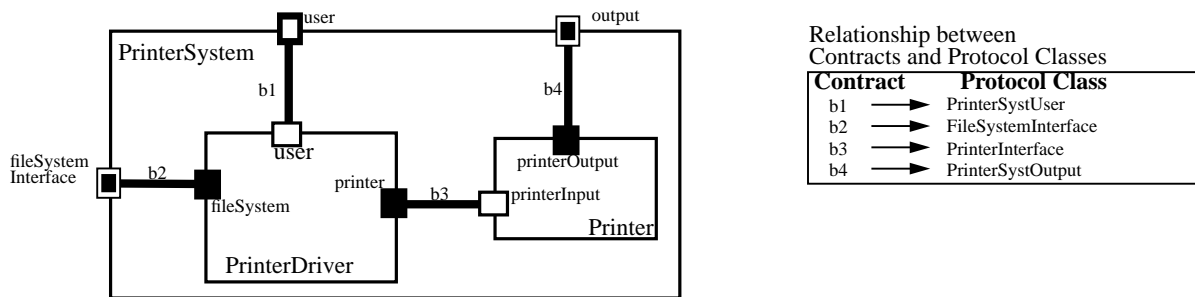 user
output
PrinterSystem
b1
b4
user
printerOutput
fileSystem
Interface
b2
printer
fileSystem
b3
printerInput
Printer
PrinterDriver
Relationship between
Contracts and Protocol Classes
Contract Protocol Class
b1 PrinterSystUser
b2 FileSystemInterface
b3 PrinterInterface
b4 PrinterSystOutput